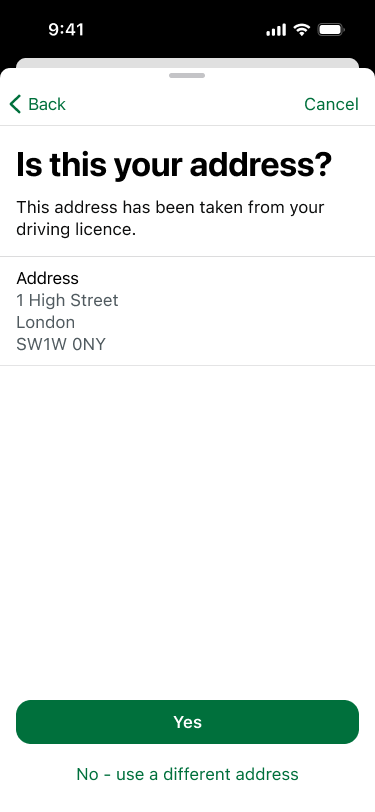 9:41
Back
Cancel
Is this your address?
This address has been taken from your
driving licence.
Address
1 High Street
London
SW1W 0NY
Yes
No - use a different address